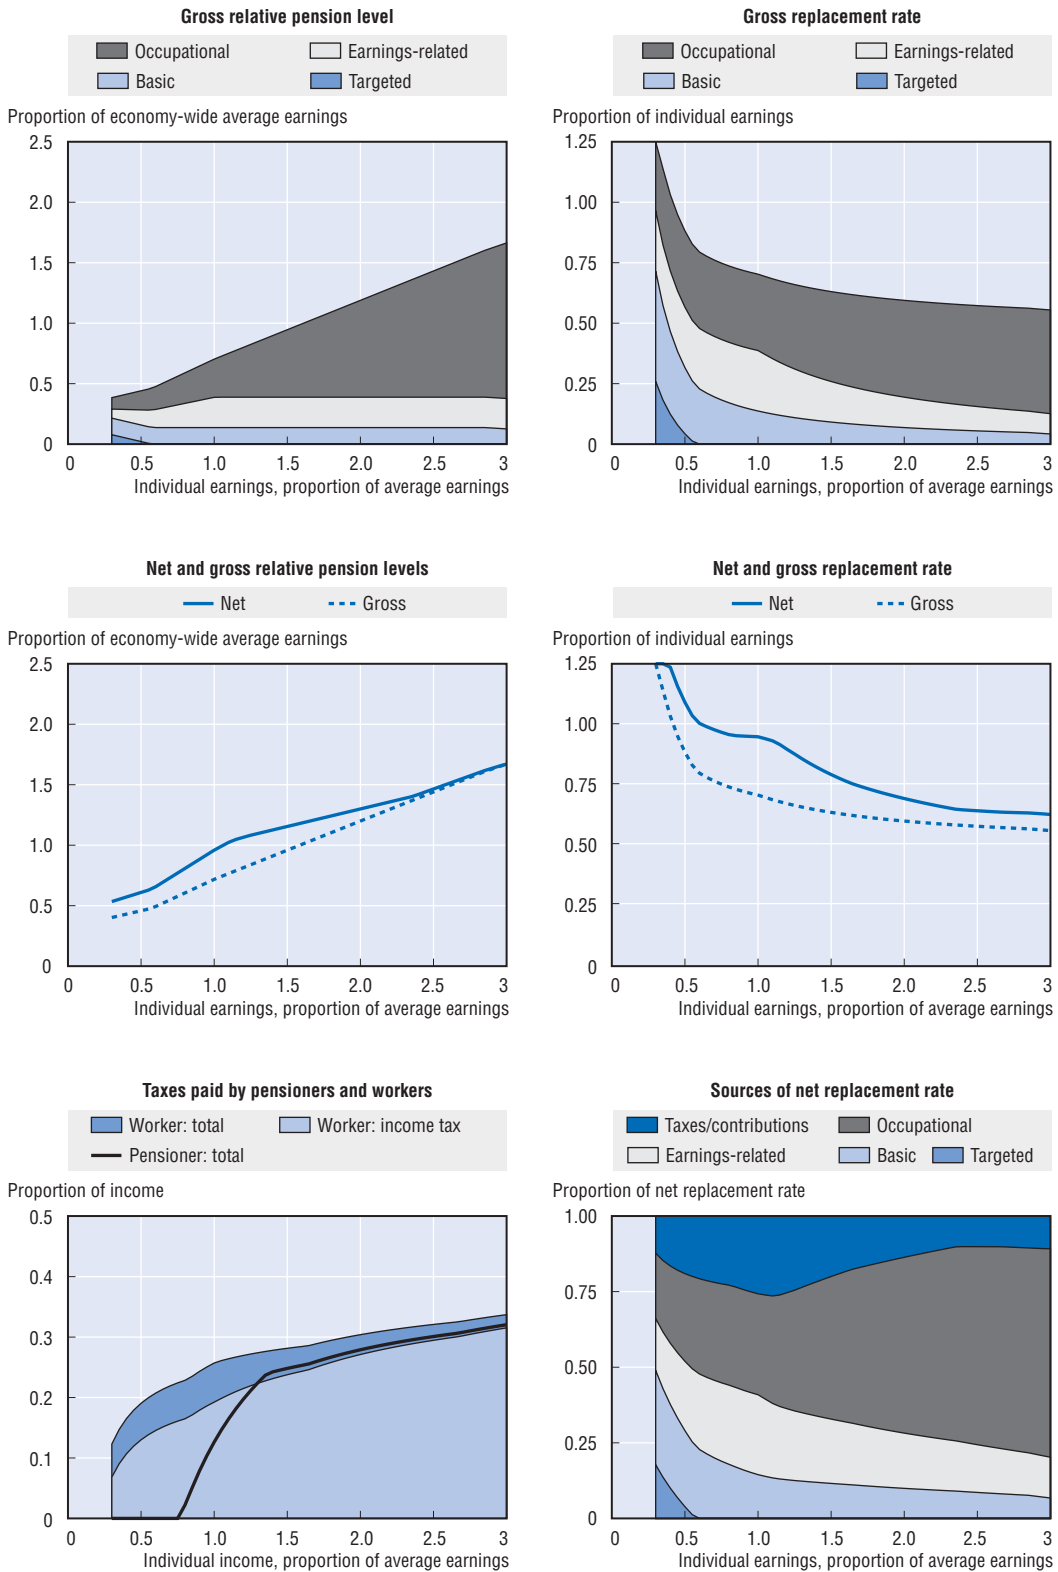 Gross relative pension level
Occupational Earnings-related
Basic Targeted
Proportion of economy-wide average earnings
2.5
2.0
1.5
1.0
0.5
0
0 0.5 1.0 1.5 2.0 2.5 3
Individual earnings, proportion of average earnings
Gross replacement rate
Occupational Earnings-related
Basic Targeted
Proportion of individual earnings
1.25
1.00
0.75
0.50
0.25
0
0 0.5 1.0 1.5 2.0 2.5 3
Individual earnings, proportion of average earnings
Net and gross relative pension levels
Net Gross
Proportion of economy-wide average earnings
2.5
2.0
1.5
1.0
0.5
0
0 0.5 1.0 1.5 2.0 2.5 3
Individual earnings, proportion of average earnings
Net and gross replacement rate
Net Gross
Proportion of individual earnings
1.25
1.00
0.75
0.50
0.25
0
0 0.5 1.0 1.5 2.0 2.5 3
Individual earnings, proportion of average earnings
Taxes paid by pensioners and workers
Worker: total Worker: income tax
Pensioner: total
Proportion of income
0.5
0.4
0.3
0.2
0.1
0
0 0.5 1.0 1.5 2.0 2.5 3
Individual income, proportion of average earnings
Sources of net replacement rate
Taxes/contributions Occupational
Earnings-related Basic Targeted
Proportion of net replacement rate
1.00
0.75
0.50
0.25
0
0 0.5 1.0 1.5 2.0 2.5 3
Individual earnings, proportion of average earnings